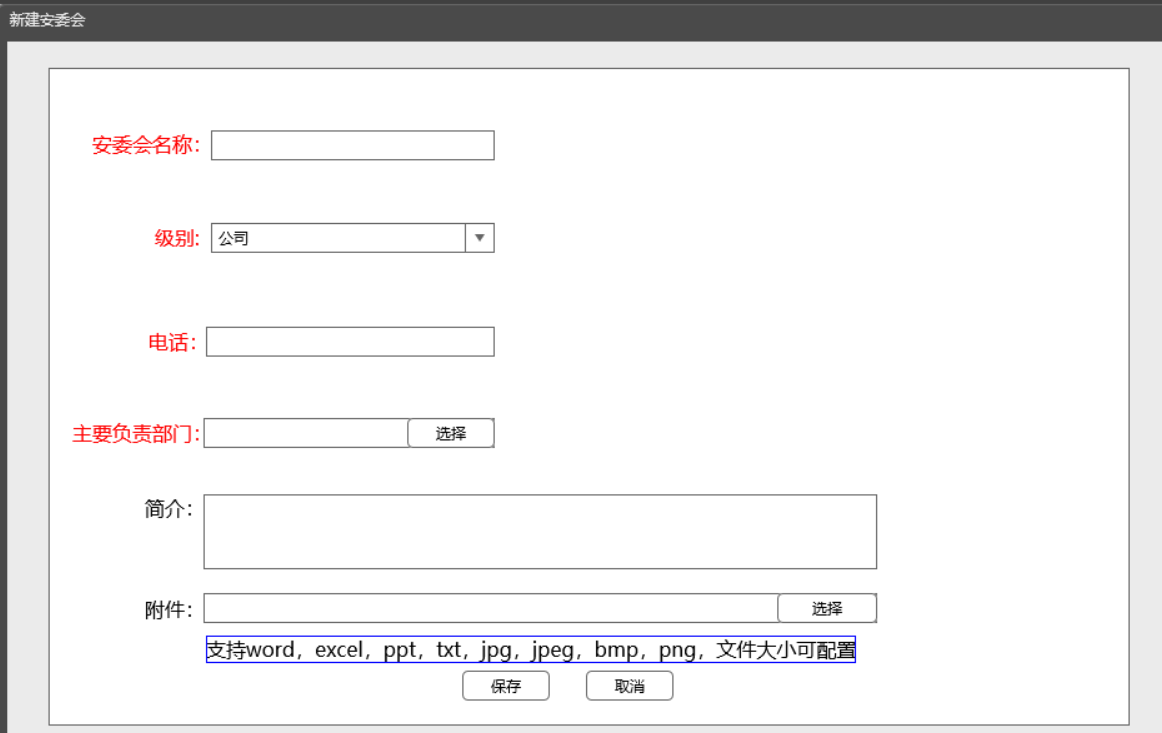 新建安委会
安委会名称：
级别： 公司
电话：
主要负责部门： 选择
简介：
附件： 选择
支持word，excel，ppt，txt，jpg，jpeg，bmp，png，文件大小可配置
保存 取消